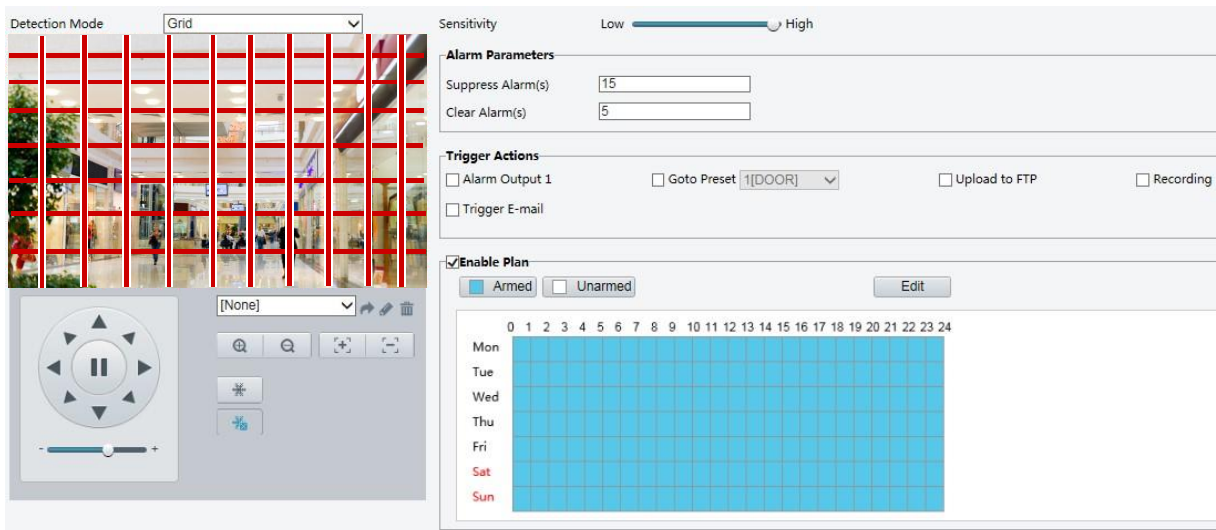 Detection Mode Grid
Sensitivity Low High
Alarm Parameters
Suppress Alarm(s) 15
Clear Alarm(s) 5
Trigger Actions
Alarm Output 1 Goto Preset 1[DOOR] Upload to FTP Recording
Trigger E-mail
Enable Plan
Armed Unarmed Edit
[None]
- +
0 1 2 3 4 5 6 7 8 9 10 11 12 13 14 15 16 17 18 19 20 21 22 23 24
Mon
Tue
Wed
Thu
Fri
Sat
Sun